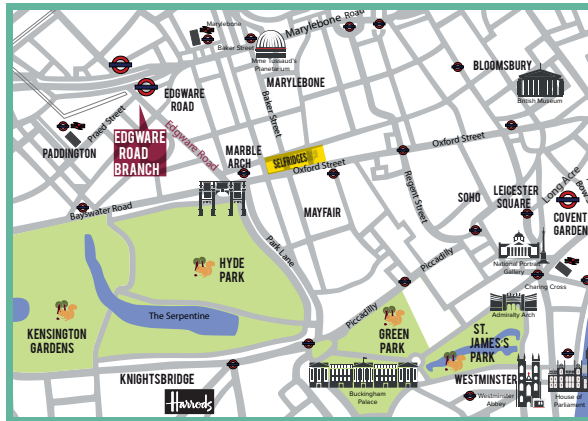 Marylebone
Marylebone Road
Baker Street
Mme Tussaud's
Planetarium
BLOOMSBURY
British Museum
MARYLEBONE
EDGWARE
ROAD
Praed Street
PADDINGTON
EDGWARE
ROAD
BRANCH
Edgware Road
Baker Street
MARBLE
ARCH
SELFRIDGES
Oxford Street
Oxford Street
Regent Street
SOHO
LEICESTER
SQUARE
Long Acre
COVENT
GARDEN
Bayswater Road
MAYFAIR
Park Lane
National Portrait
Gallery
Charing Cross
HYDE
PARK
Piccadilly
Piccadilly
Admiralty Arch
The Serpentine
KENSINGTON
GARDENS
GREEN
PARK
ST.
JAMES'S
PARK
KNIGHTSBRIDGE
Harrods
Buckingham
Palace
WESTMINSTER
Westminster
Abbey
House of
Parliament